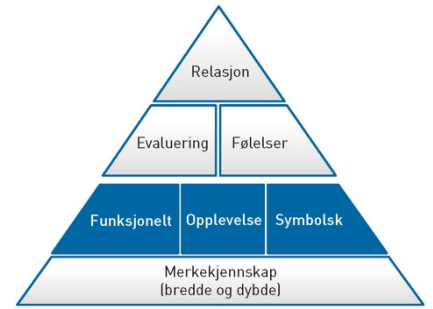 Relasjon
Evaluering
Følelser
Funksjonelt
Opplevelse
Symbolsk
Merkekjennskap
(bredde og dybde)